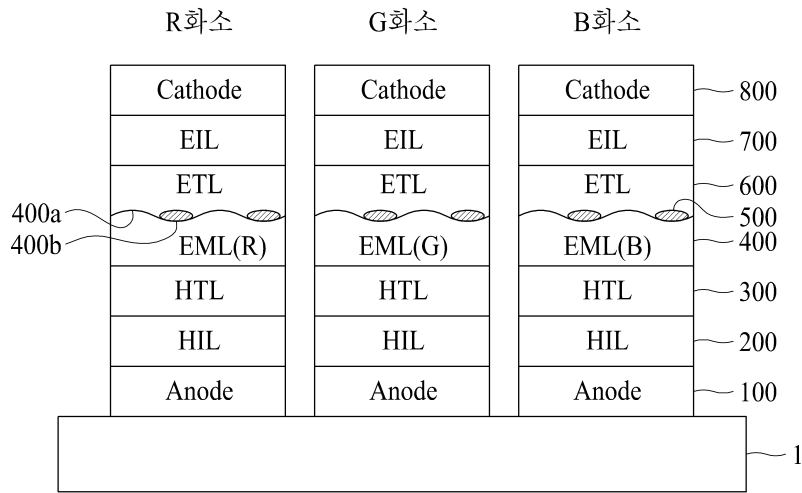 R화소 G화소 B화소
Cathode Cathode Cathode 800
EIL EIL EIL 700
ETL ETL ETL 600
400a 500
400b EML(R) EML(G) EML(B) 400
HTL HTL HTL 300
HIL HIL HIL 200
Anode Anode Anode 100
1